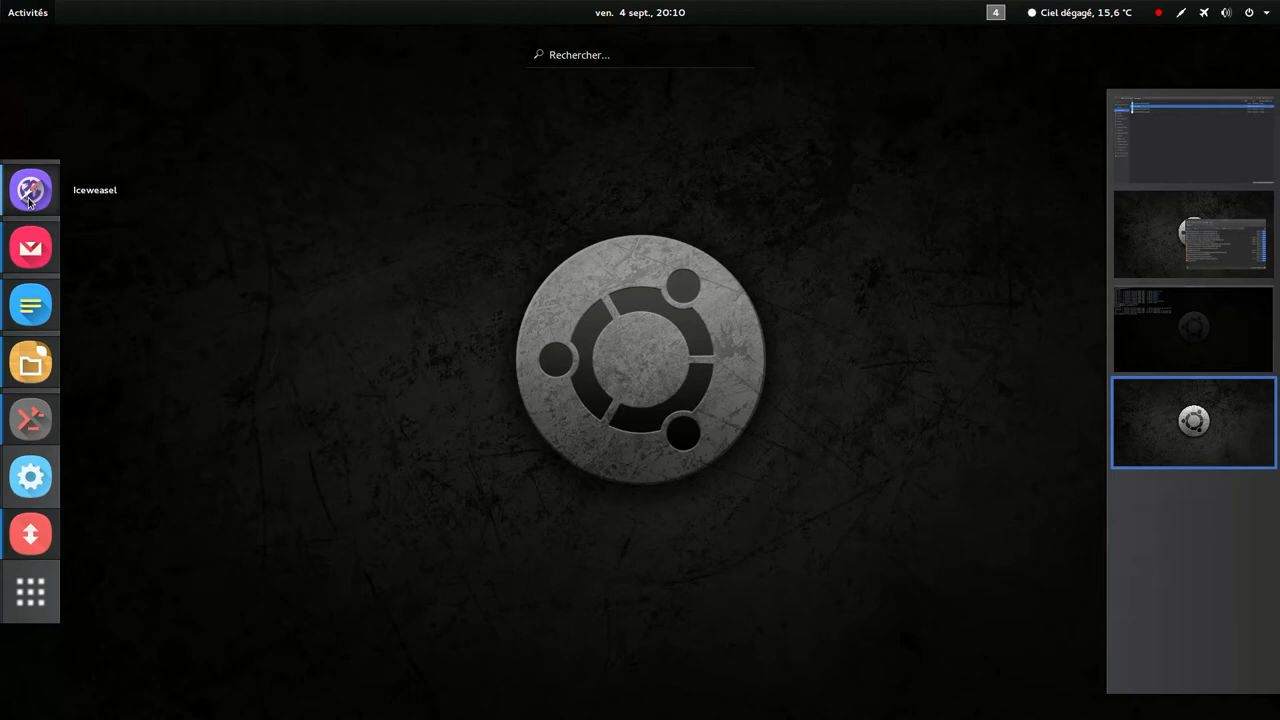 Activités
ven. 4 sept., 20:10
4
Ciel dégagé, 15,6 °C
Rechercher...
Iceweasel